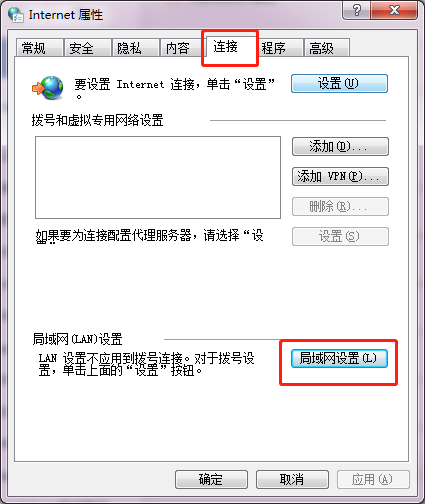 Internet 属性
常规 安全 隐私 内容 连接 程序 高级
要设置 Internet 连接，单击“设置” 设置(U)
。
拨号和虚拟专用网络设置
添加(D)...
添加 VPN(P)...
删除(R)...
如果要为连接配置代理服务器，请选择“设 设置(S)
局域网(LAN)设置
LAN 设置不应用到拨号连接。对于拨号设 局域网设置(L)
置，单击上面的“设置”按钮。
确定 取消 应用(A)